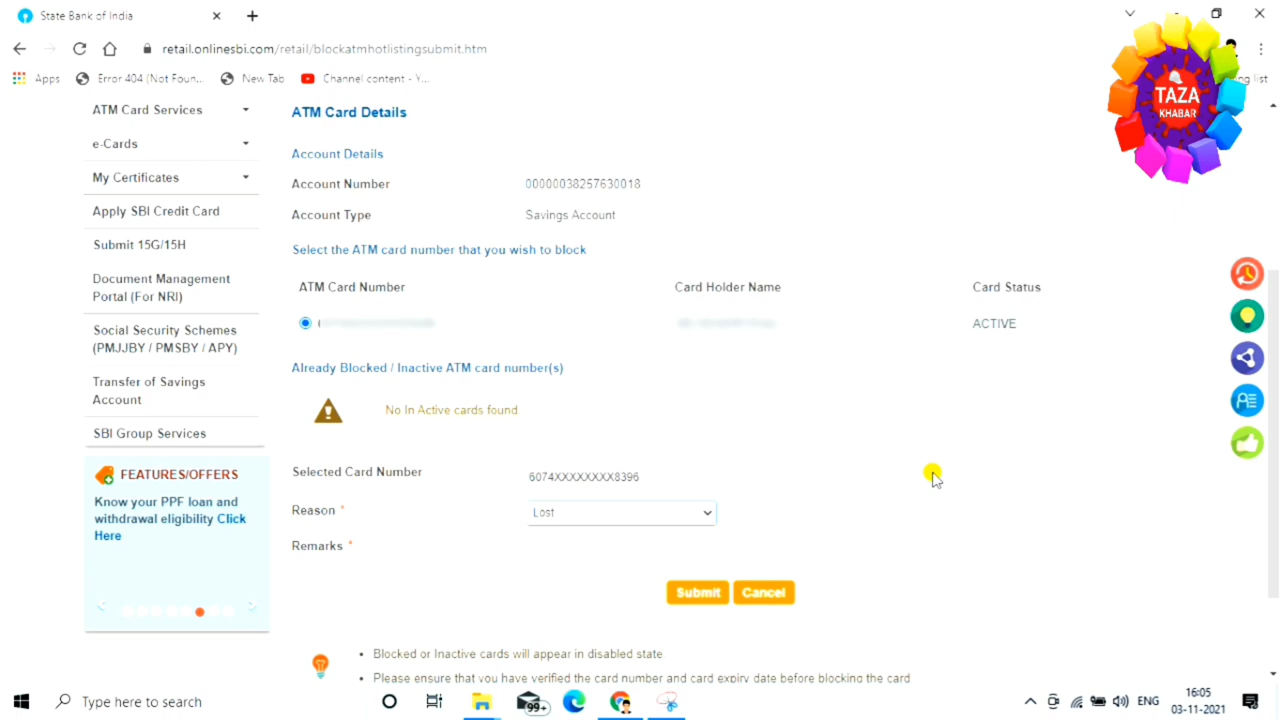 State Bank of India
retail.onlinesbi.com/retail/blockatmhotlistingsubmit.htm
Apps
Error 404 (Not Foun...
New Tab
Channel content - Y...
ng list
TAZA
KHABAR
ATM Card Services
e-Cards
My Certificates
Apply SBI Credit Card
Submit 15G/15H
Document Management
Portal (For NRI)
Social Security Schemes
(PMJJBY / PMSBY / APY)
Transfer of Savings
Account
SBI Group Services
FEATURES/OFFERS
Know your PPF loan and
withdrawal eligibility Click
Here
ATM Card Details
Account Details
Account Number 00000038257630018
Account Type Savings Account
Select the ATM card number that you wish to block
ATM Card Number Card Holder Name Card Status
ACTIVE
Already Blocked / Inactive ATM card number(s)
No In Active cards found
Selected Card Number 6074XXXXXXXX8396
Reason * Lost
Remarks *
Submit Cancel
• Blocked or Inactive cards will appear in disabled state
• Please ensure that you have verified the card number and card expiry date before blocking the card
Type here to search
99+
ENG
16:05
03-11-2021